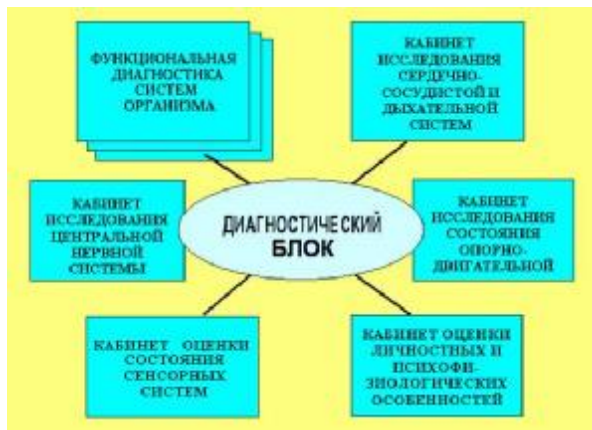 ФУНКЦИОНАЛЬНАЯ
ДИАГНОСТИКА
СИСТЕМ
ОРГАНИЗМА
КАБИНЕТ
ИССЛЕДОВАНИЯ
СЕРДЕЧНО-
СОСУДИСТОЙ И
ДЫХАТЕЛЬНОЙ
СИСТЕМ
КАБИНЕТ
ИССЛЕДОВАНИЯ
ЦЕНТРАЛЬНОЙ
НЕРВНОЙ
СИСТЕМЫ
ДИАГНОСТИЧЕСКИЙ
БЛОК
КАБИНЕТ
ИССЛЕДОВАНИЯ
СОСТОЯНИЯ
ОПОРНО-
ДВИГАТЕЛЬНОЙ
КАБИНЕТ ОЦЕНКИ
СОСТОЯНИЯ
СЕНСОРНЫХ
СИСТЕМ
КАБИНЕТ ОЦЕНКИ
ЛИЧНОСТНЫХ И
ПСИХОФИ-
ЗИОЛОГИЧЕСКИХ
ОСОБЕННОСТЕЙ